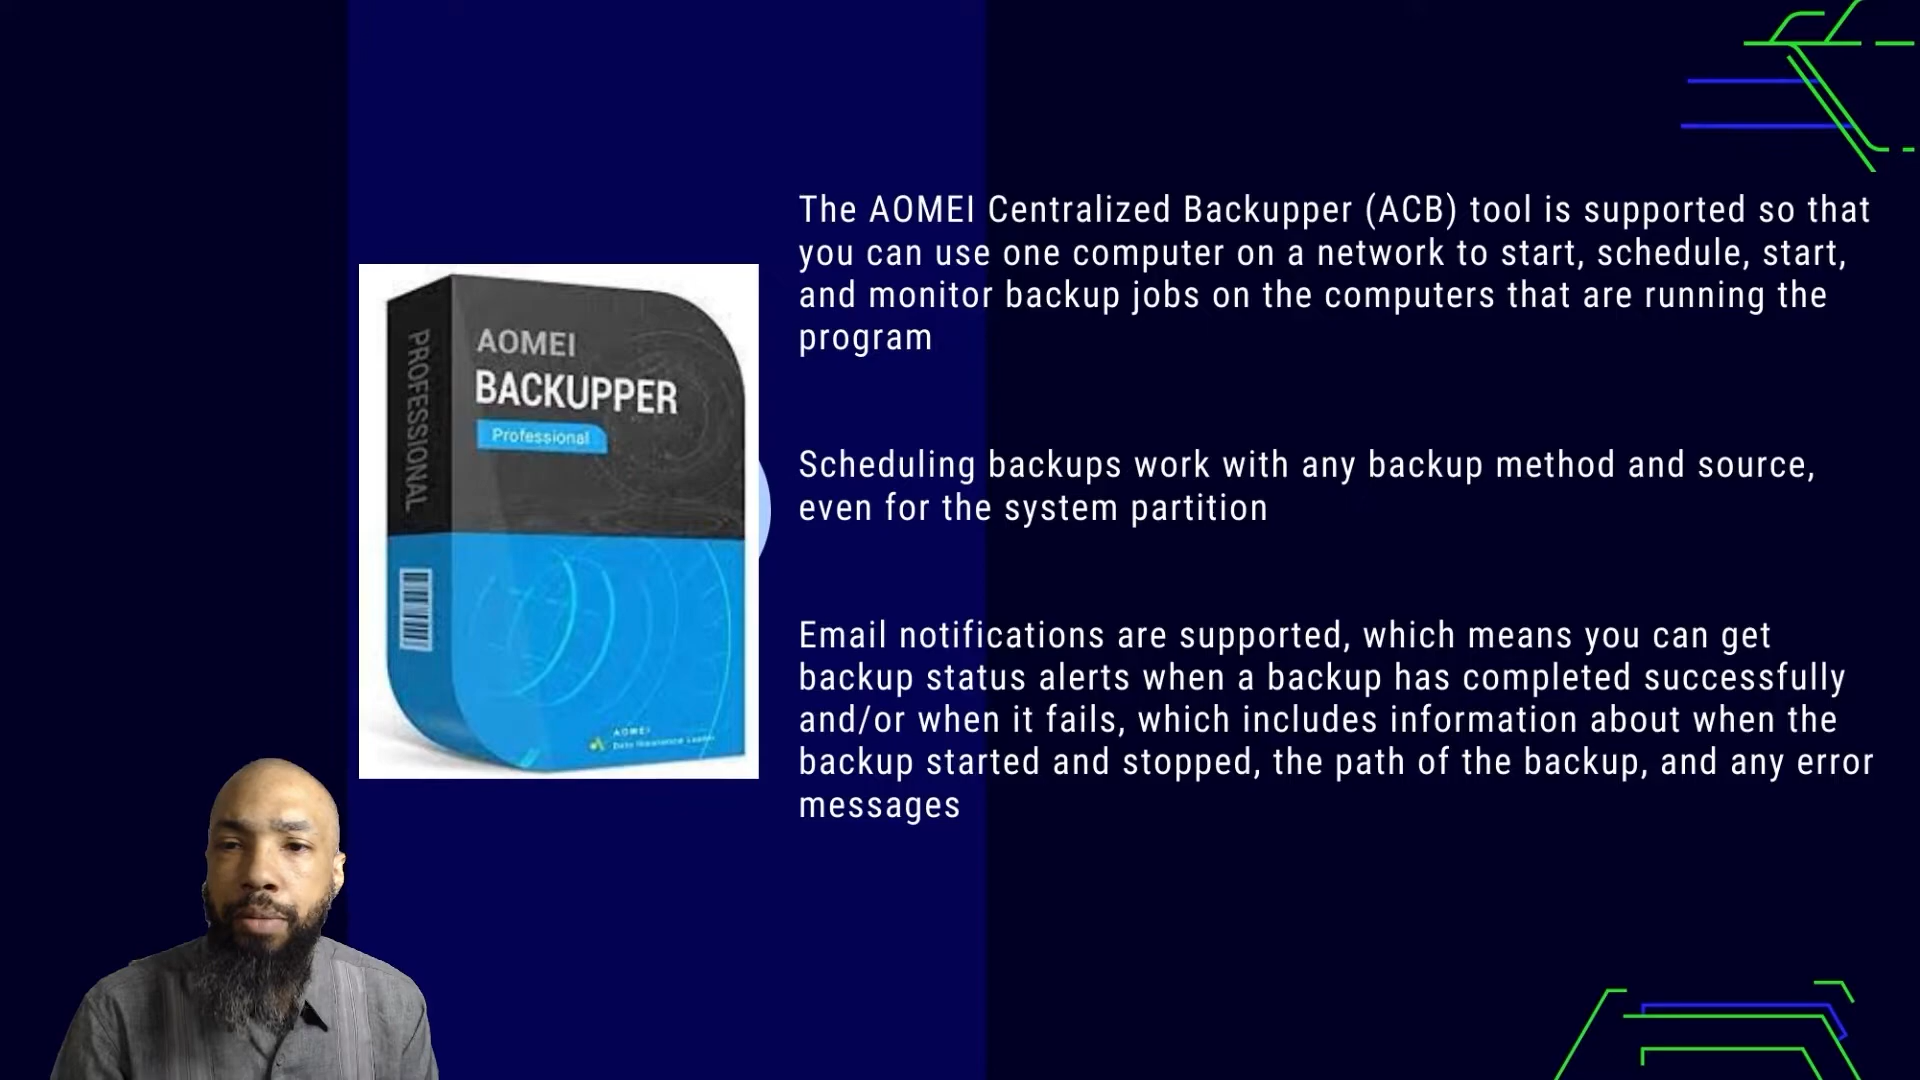 The AOMEI Centralized Backupper (ACB) tool is supported so that
you can use one computer on a network to start, schedule, start,
and monitor backup jobs on the computers that are running the
program
Scheduling backups work with any backup method and source,
even for the system partition
Email notifications are supported, which means you can get
backup status alerts when a backup has completed successfully
and/or when it fails, which includes information about when the
backup started and stopped, the path of the backup, and any error
messages
PROFESSIONAL
AOMEI
BACKUPPER
Professional
AOMEI